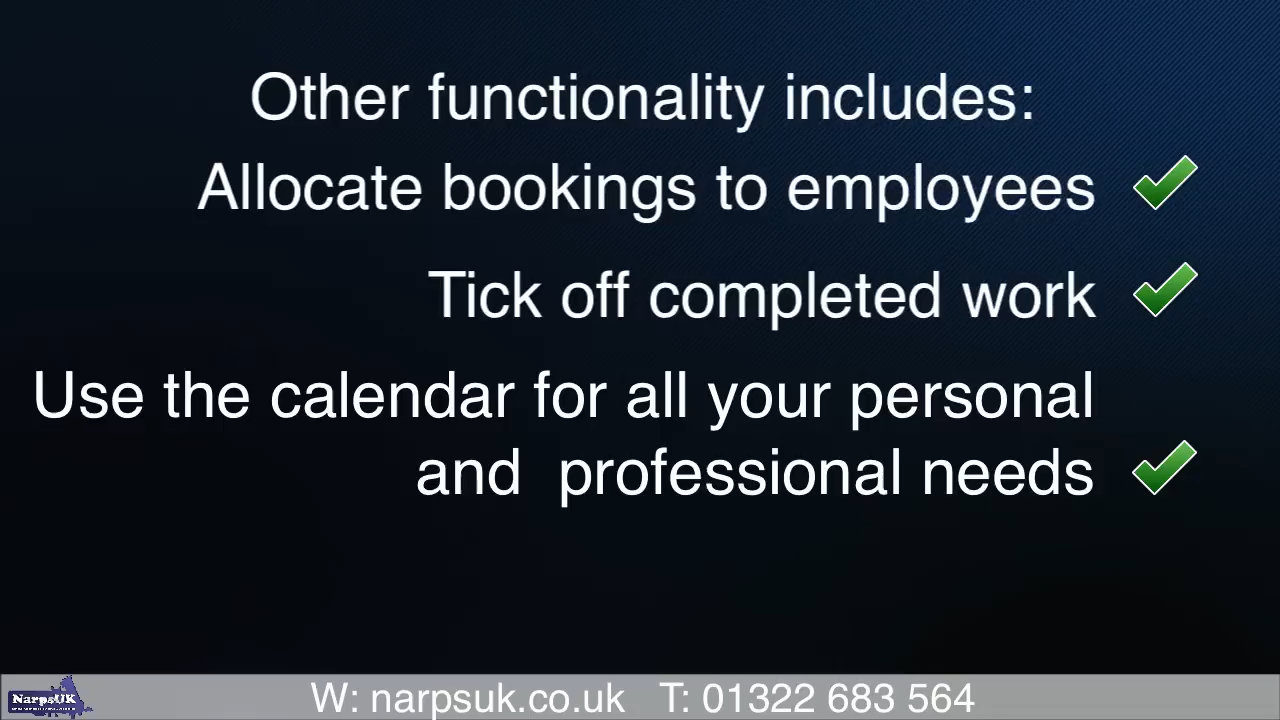 Other functionality includes:
Allocate bookings to employees
Tick off completed work
Use the calendar for all your personal
and  professional needs
NarpsUK
W: narpsuk.co.uk   T: 01322 683 564